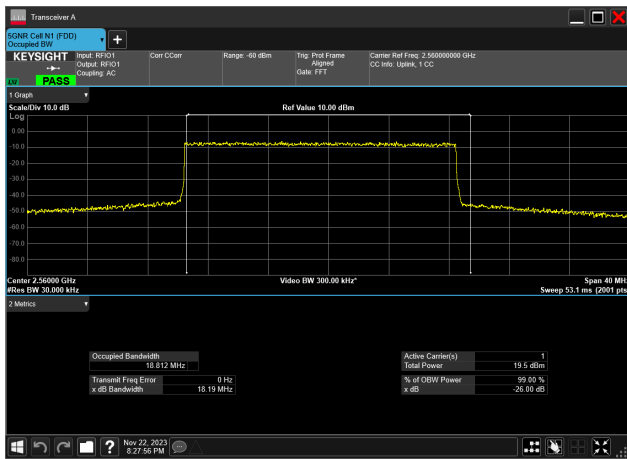 Transceiver A
5GNR Cell N1 (FDD)
Occupied BW
KEYSIGHT
LXI
PASS
Input: RFIO1
Output: RFIO1
Coupling: AC
Corr CCorr
Range: -60 dBm
Trig: Prot Frame
Aligned
Gate: FFT
Carrier Ref Freq: 2.560000000 GHz
CC Info: Uplink, 1 CC
1 Graph
Scale/Div 10.0 dB
Ref Value 10.00 dBm
Log
0.00
-10.0
-20.0
-30.0
-40.0
-50.0
-60.0
-70.0
-80.0
Center 2.56000 GHz
Video BW 300.00 kHz*
Span 40 MHz
#Res BW 30.000 kHz
Sweep 53.1 ms (2001 pts
2 Metrics
Occupied Bandwidth
18.812 MHz
Transmit Freq Error 0 Hz
x dB Bandwidth 18.19 MHz
Active Carrier(s) 1
Total Power 19.5 dBm
% of OBW Power 99.00 %
x dB -26.00 dB
Nov 22, 2023
8:27:56 PM